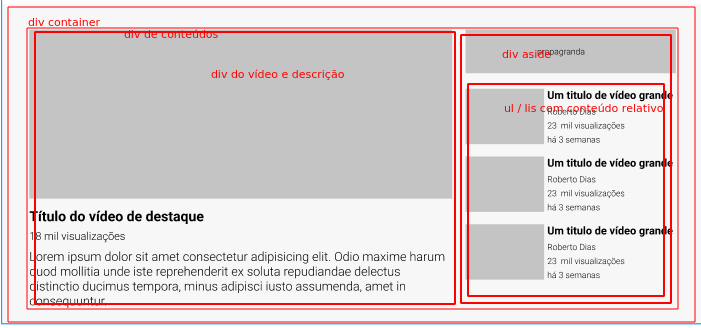 div container
div de conteúdos
div do vídeo e descrição
Título do vídeo de destaque
18 mil visualizações
Lorem ipsum dolor sit amet consectetur adipisicing elit. Odio maxime harum
quod mollitia unde iste reprehenderit ex soluta repudiandae delectus
distinctio ducimus tempora, minus adipisci iusto assumenda, amet in
consequuntur.
propagranda
div aside
Um titulo de vídeo grande
ul / lis com conteúdo relativo
Roberto Dias
23 mil visualizações
há 3 semanas
Um titulo de vídeo grande
Roberto Dias
23 mil visualizações
há 3 semanas
Um titulo de vídeo grande
Roberto Dias
23 mil visualizações
há 3 semanas